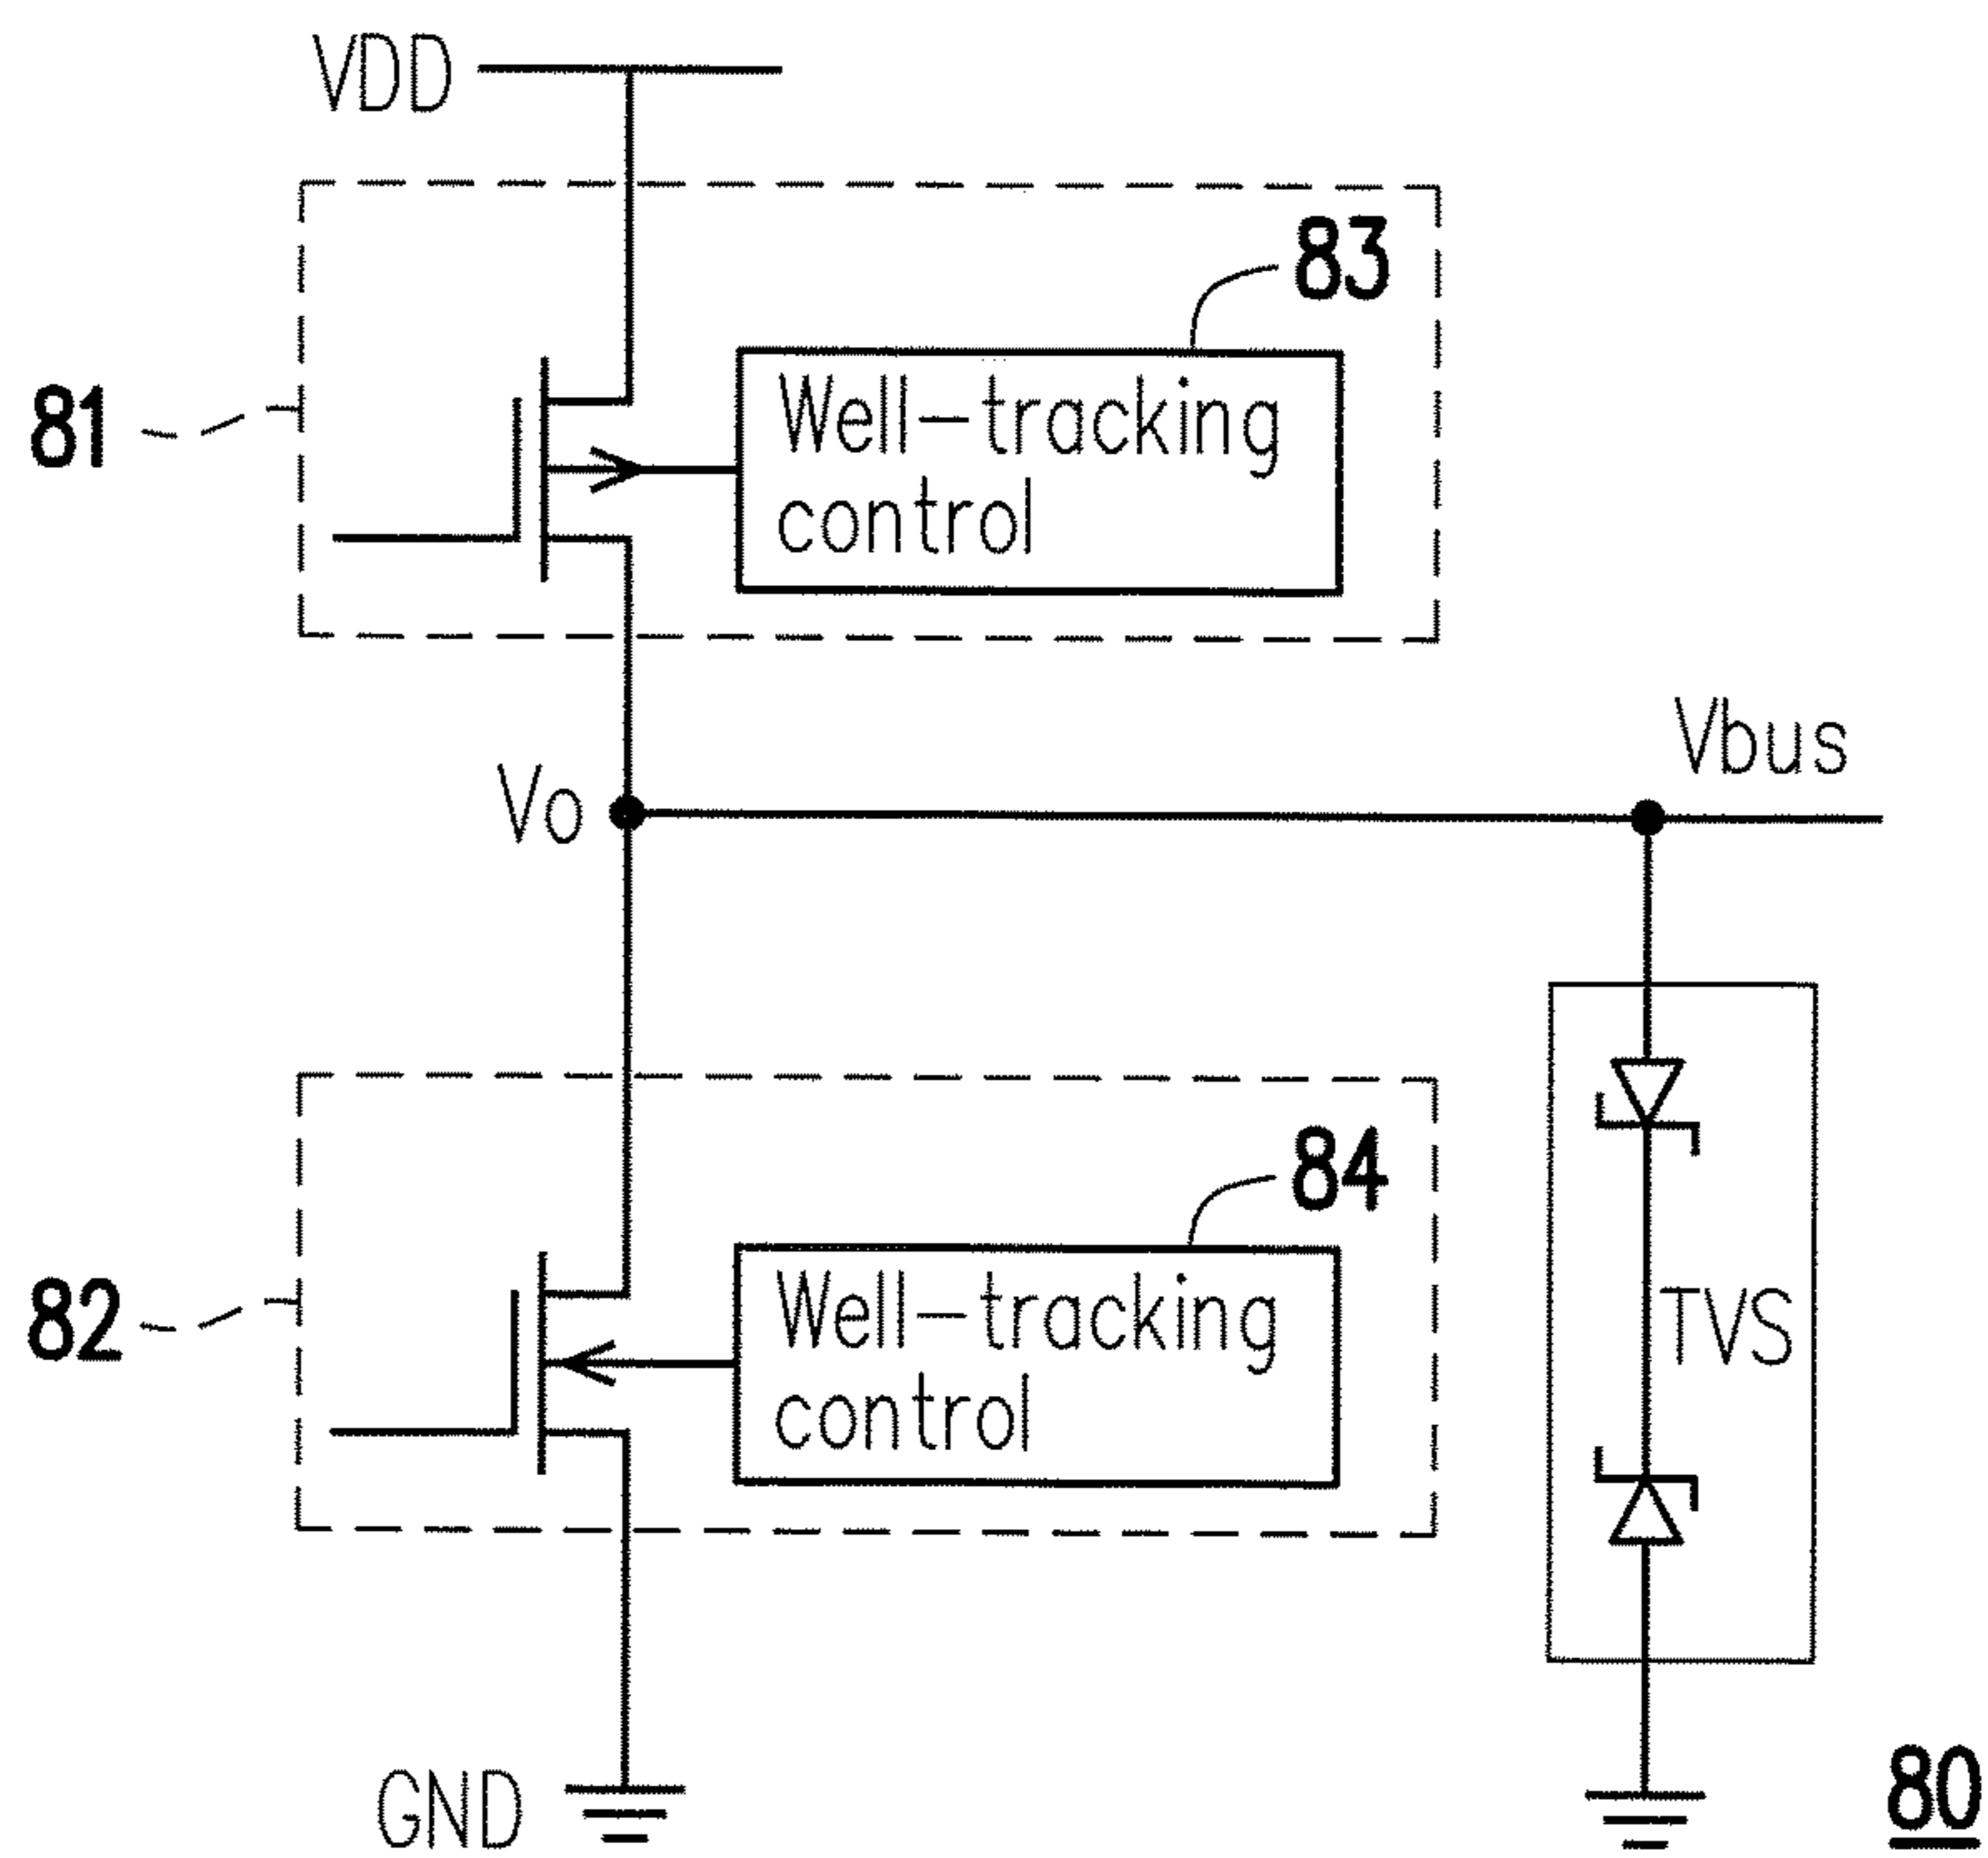 VDD
83
Well-tracking
control
81
Vbus
Vo
84
Well-tracking
control
82
TVS
GND
80